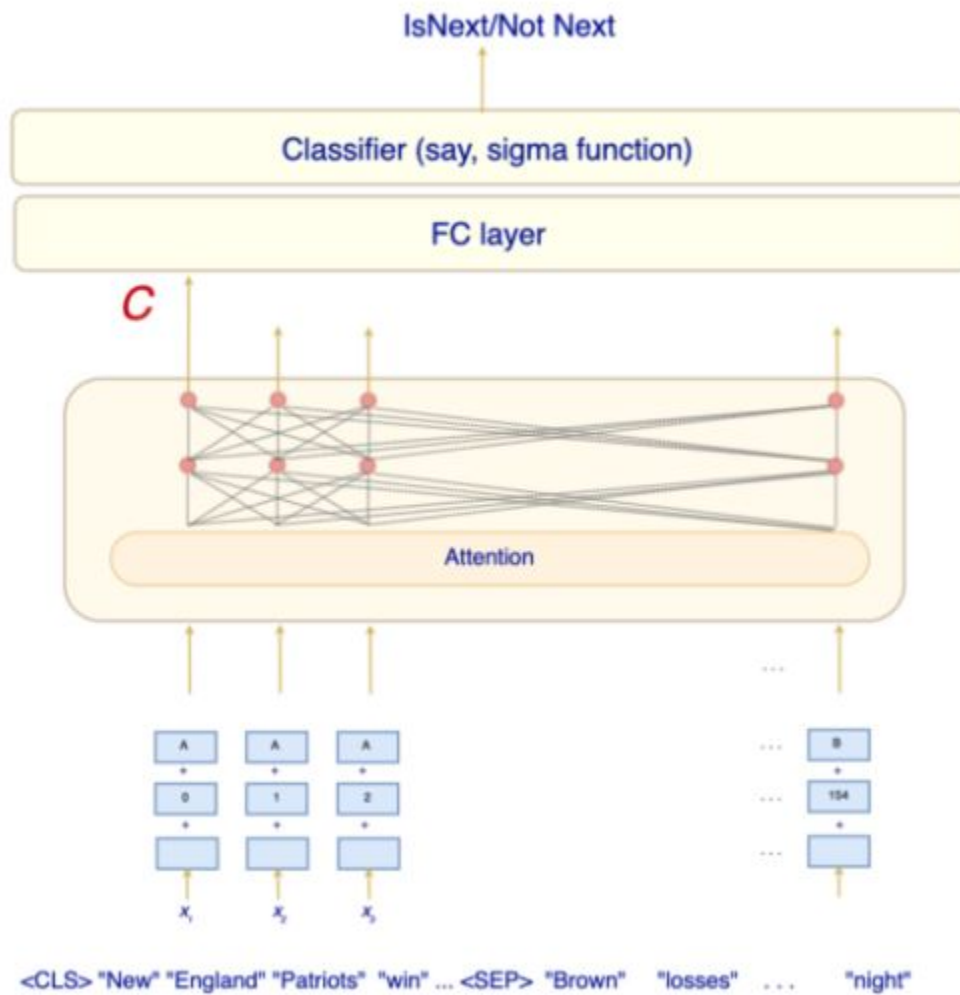 IsNext/Not Next
Classifier (say, sigma function)
FC layer
C
Attention
...
A A A ... B
+ + + +
0 1 2 ... 154
+ + + +
...
x₁ x₂ x₃
<CLS> "New" "England" "Patriots" "win" ... <SEP> "Brown" "losses" ... "night"